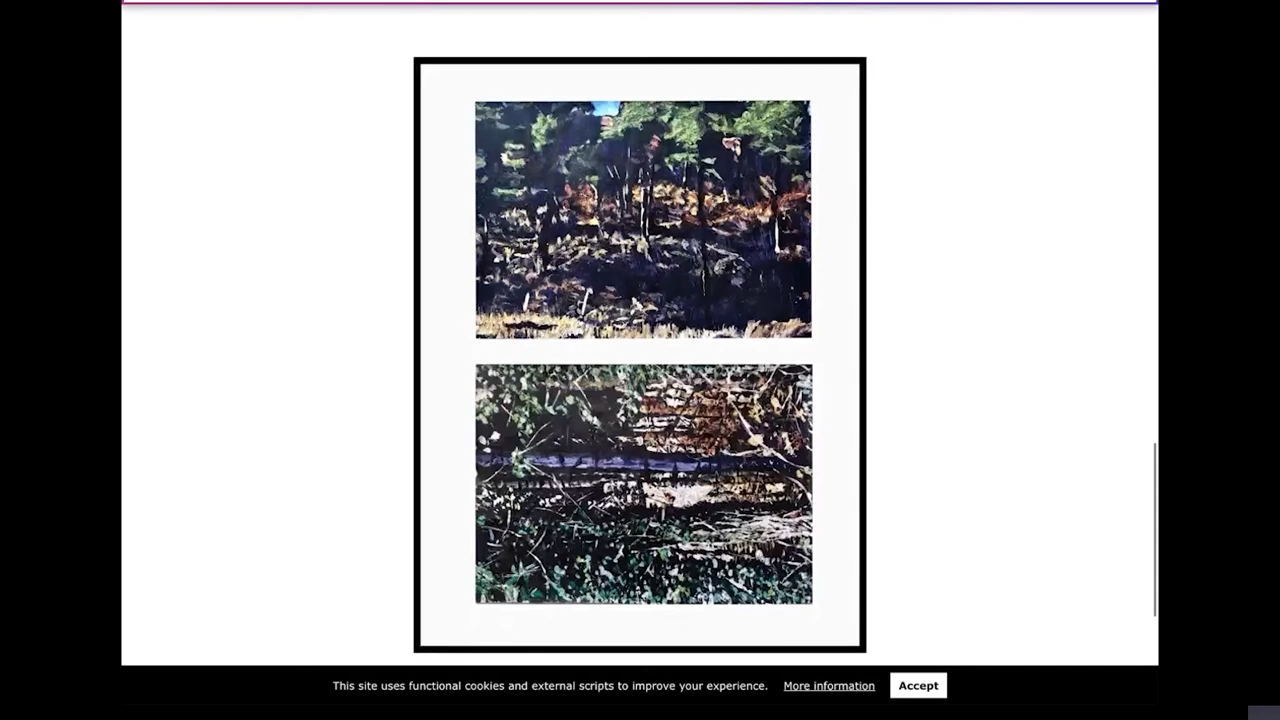 This site uses functional cookies and external scripts to improve your experience. More information Accept